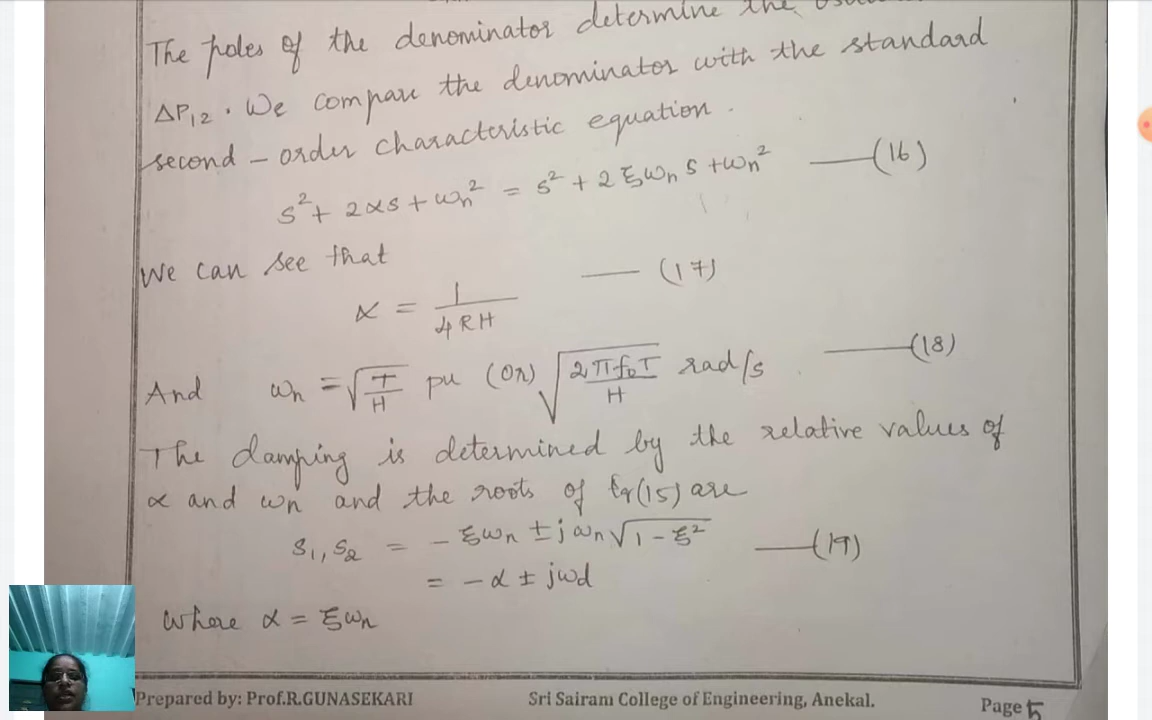 The poles of the denominator determine the
ΔP12. We compare the denominator with the standard
second-order characteristic equation.
s² + 2αs + ωn² = s² + 2ξωn s + ωn² —(16)
We can see that
α = 1/4RH —(17)
And ωn = √(T/H) pu (or) √(2πf₀T/H) rad/s —(18)
The damping is determined by the relative values of
α and ωn and the roots of Eq(15) are
s1, s2 = -ξωn ± jωn√(1-ξ²) —(19)
= -α ± jωd
where α = ξωn
Prepared by: Prof.R.GUNASEKARI Sri Sairam College of Engineering, Anekal. Page 5